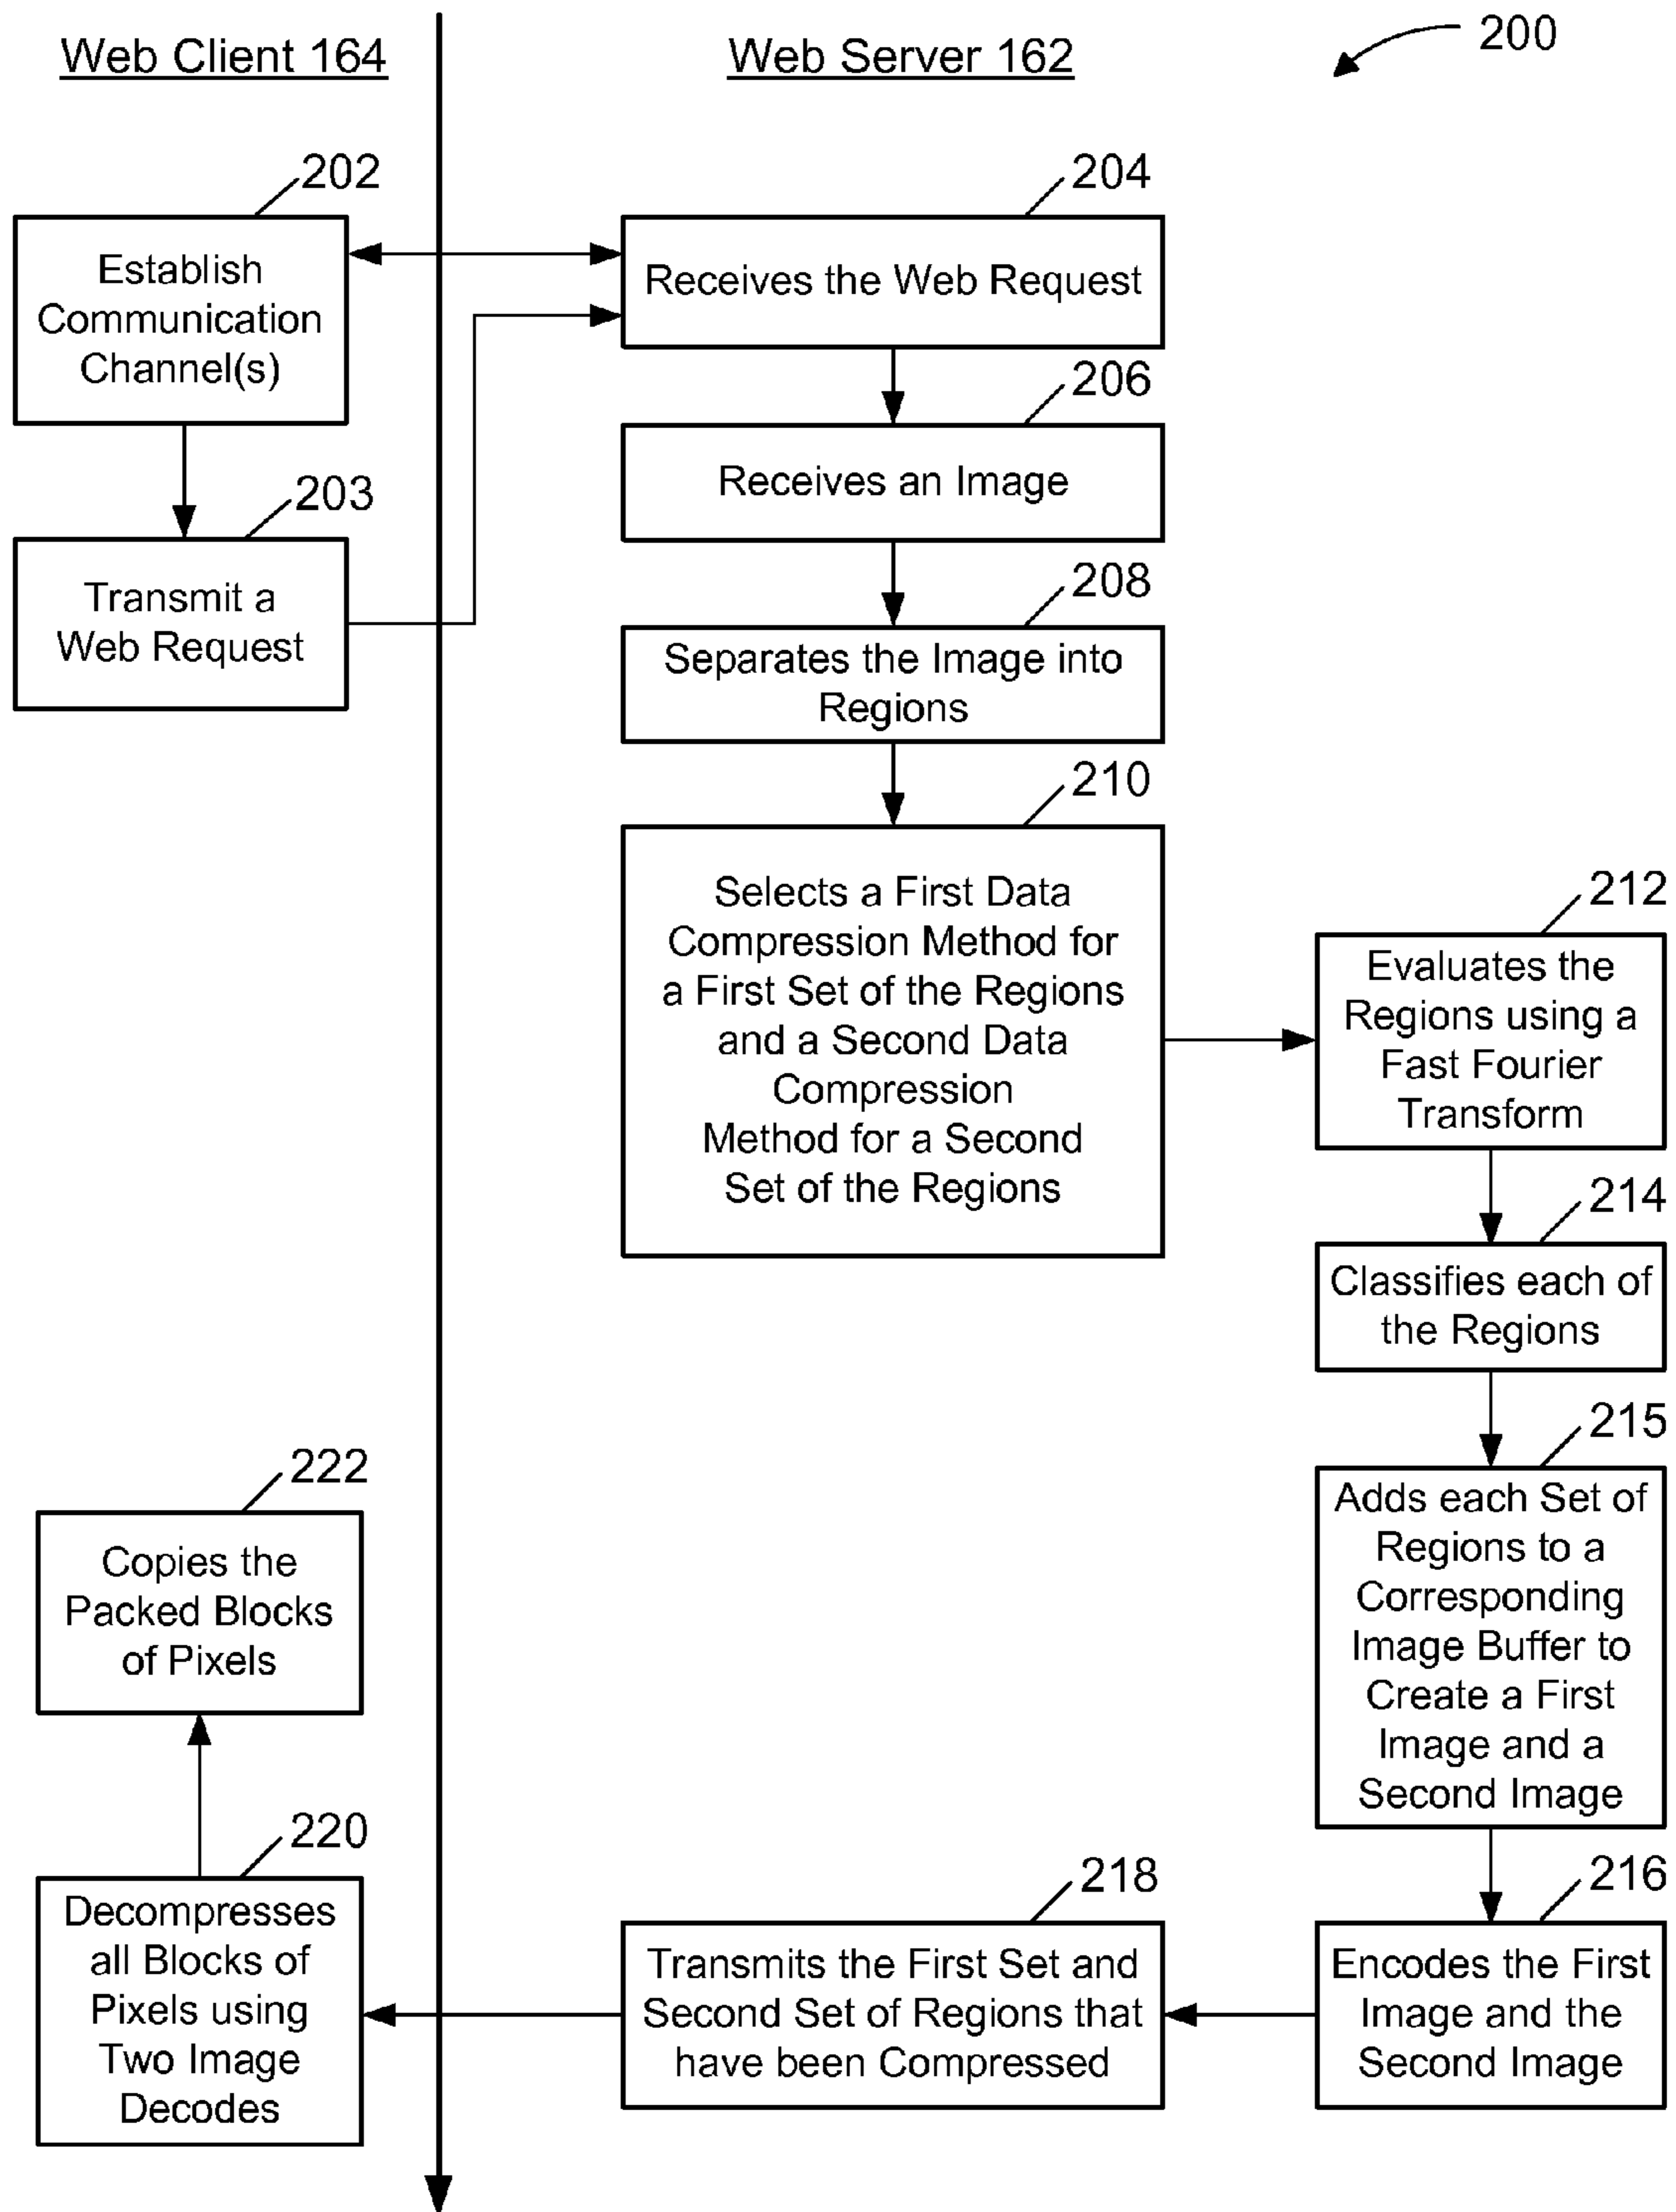 Web Client 164
Web Server 162
200
202
Establish
Communication
Channel(s)
204
Receives the Web Request
203
Transmit a
Web Request
206
Receives an Image
208
Separates the Image into
Regions
210
Selects a First Data
Compression Method for
a First Set of the Regions
and a Second Data
Compression
Method for a Second
Set of the Regions
212
Evaluates the
Regions using a
Fast Fourier
Transform
214
Classifies each of
the Regions
215
Adds each Set of
Regions to a
Corresponding
Image Buffer to
Create a First
Image and a
Second Image
216
Encodes the First
Image and the
Second Image
218
Transmits the First Set and
Second Set of Regions that
have been Compressed
220
Decompresses
all Blocks of
Pixels using
Two Image
Decodes
222
Copies the
Packed Blocks
of Pixels